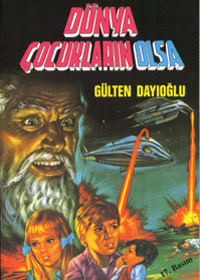 DÜNYA
ÇOCUKLARIN OLSA
GÜLTEN DAYIOĞLU
17. Basım